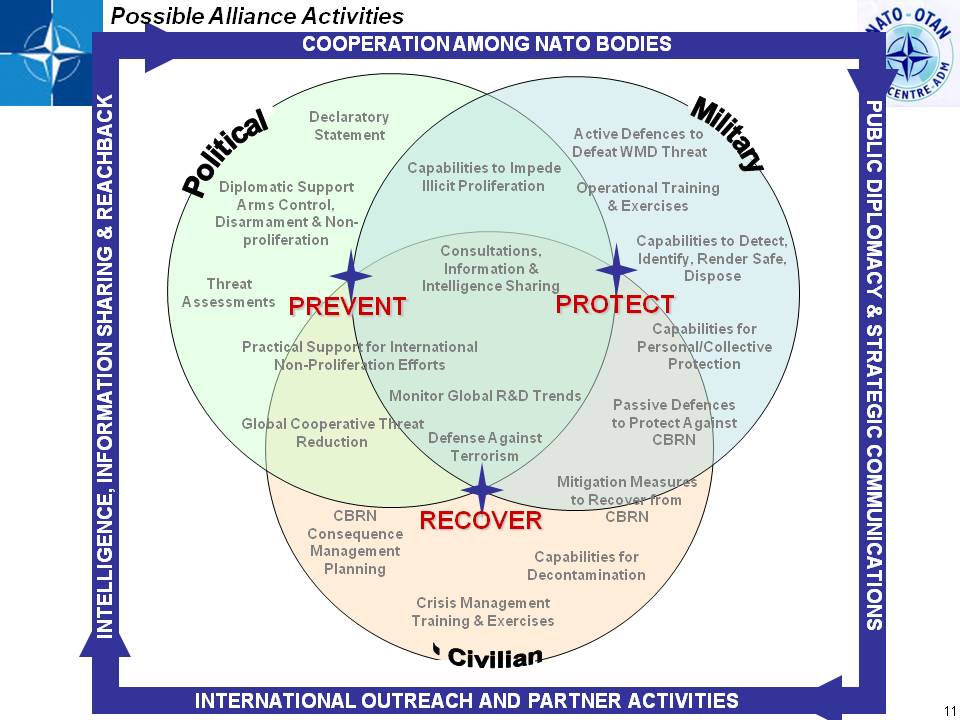 Possible Alliance Activities
NATO - OTAN
CENTRE-ADM
COOPERATION AMONG NATO BODIES
INTELLIGENCE, INFORMATION SHARING & REACHBACK
PUBLIC DIPLOMACY & STRATEGIC COMMUNICATIONS
Political
Military
Declaratory
Statement
Active Defences to
Defeat WMD Threat
Capabilities to Impede
Illicit Proliferation
Diplomatic Support
Arms Control,
Disarmament & Non-
proliferation
Operational Training
& Exercises
Capabilities to Detect,
Identify, Render Safe,
Dispose
Consultations,
Information &
Intelligence Sharing
Threat
Assessments
PREVENT
PROTECT
Practical Support for International
Non-Proliferation Efforts
Capabilities for
Personal/Collective
Protection
Monitor Global R&D Trends
Global Cooperative Threat
Reduction
Defense Against
Terrorism
Passive Defences
to Protect Against
CBRN
Mitigation Measures
to Recover from
CBRN
RECOVER
CBRN
Consequence
Management
Planning
Capabilities for
Decontamination
Crisis Management
Training & Exercises
Civilian
INTERNATIONAL OUTREACH AND PARTNER ACTIVITIES
11